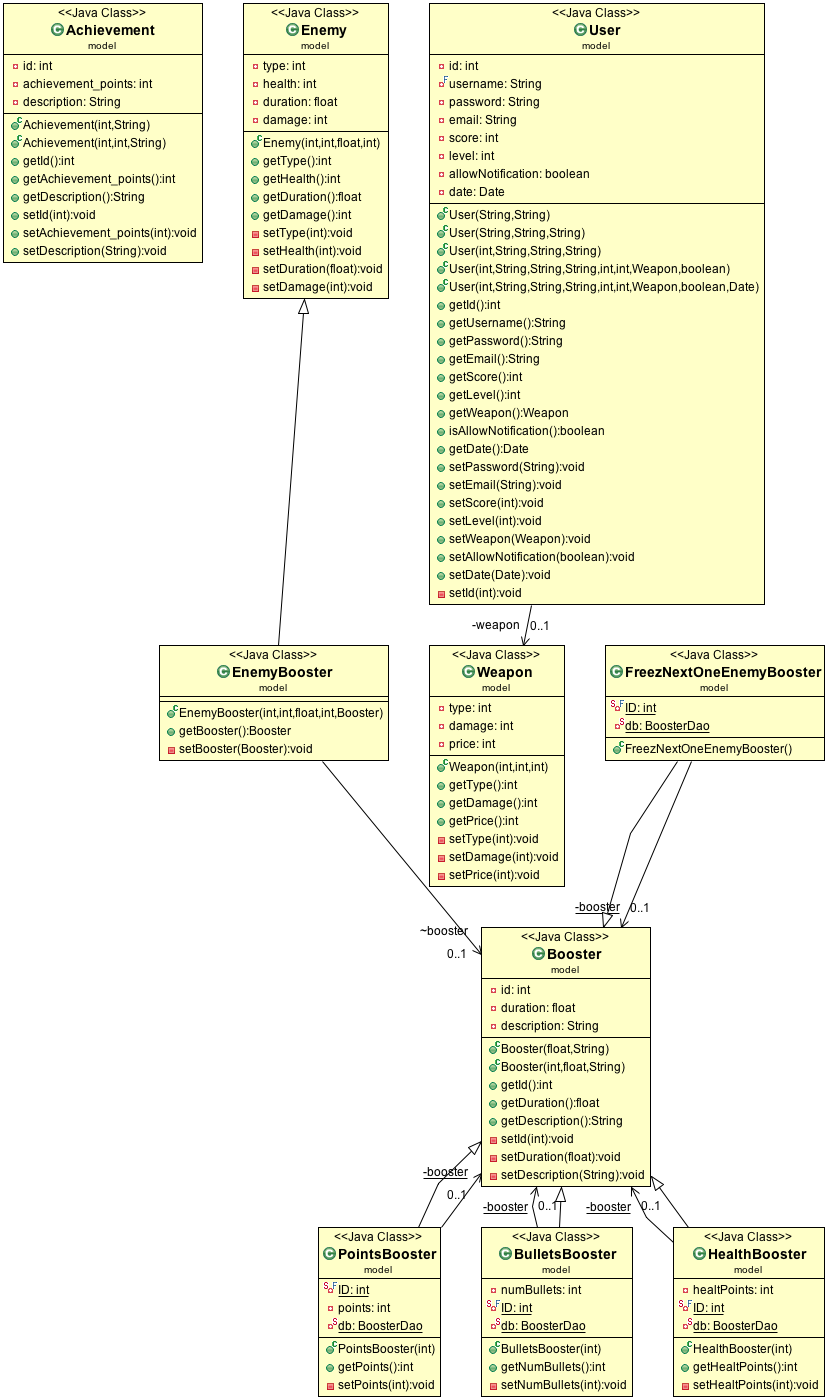 <<Java Class>>
Achievement
model
id: int
achievement_points: int
description: String
Achievement(int,String)
Achievement(int,int,String)
getId():int
getAchievement_points():int
getDescription():String
setId(int):void
setAchievement_points(int):void
setDescription(String):void
<<Java Class>>
Enemy
model
type: int
health: int
duration: float
damage: int
Enemy(int,int,float,int)
getType():int
getHealth():int
getDuration():float
getDamage():int
setType(int):void
setHealth(int):void
setDuration(float):void
setDamage(int):void
<<Java Class>>
User
model
id: int
username: String
password: String
email: String
score: int
level: int
allowNotification: boolean
date: Date
User(String,String)
User(String,String,String)
User(int,String,String,String)
User(int,String,String,String,int,int,Weapon,boolean)
User(int,String,String,String,int,int,Weapon,boolean,Date)
getId():int
getUsername():String
getPassword():String
getEmail():String
getScore():int
getLevel():int
getWeapon():Weapon
isAllowNotification():boolean
getDate():Date
setPassword(String):void
setEmail(String):void
setScore(int):void
setLevel(int):void
setWeapon(Weapon):void
setAllowNotification(boolean):void
setDate(Date):void
setId(int):void
-weapon 0..1
<<Java Class>>
EnemyBooster
model
EnemyBooster(int,int,float,int,Booster)
getBooster():Booster
setBooster(Booster):void
<<Java Class>>
Weapon
model
type: int
damage: int
price: int
Weapon(int,int,int)
getType():int
getDamage():int
getPrice():int
setType(int):void
setDamage(int):void
setPrice(int):void
<<Java Class>>
FreezNextOneEnemyBooster
model
ID: int
db: BoosterDao
FreezNextOneEnemyBooster()
-booster 0..1
~booster
0..1
<<Java Class>>
Booster
model
id: int
duration: float
description: String
Booster(float,String)
Booster(int,float,String)
getId():int
getDuration():float
getDescription():String
setId(int):void
setDuration(float):void
setDescription(String):void
-booster
0..1
-booster 0..1
-booster 0..1
<<Java Class>>
PointsBooster
model
ID: int
points: int
db: BoosterDao
PointsBooster(int)
getPoints():int
setPoints(int):void
<<Java Class>>
BulletsBooster
model
numBullets: int
ID: int
db: BoosterDao
BulletsBooster(int)
getNumBullets():int
setNumBullets(int):void
<<Java Class>>
HealthBooster
model
healtPoints: int
ID: int
db: BoosterDao
HealthBooster(int)
getHealtPoints():int
setHealtPoints(int):void